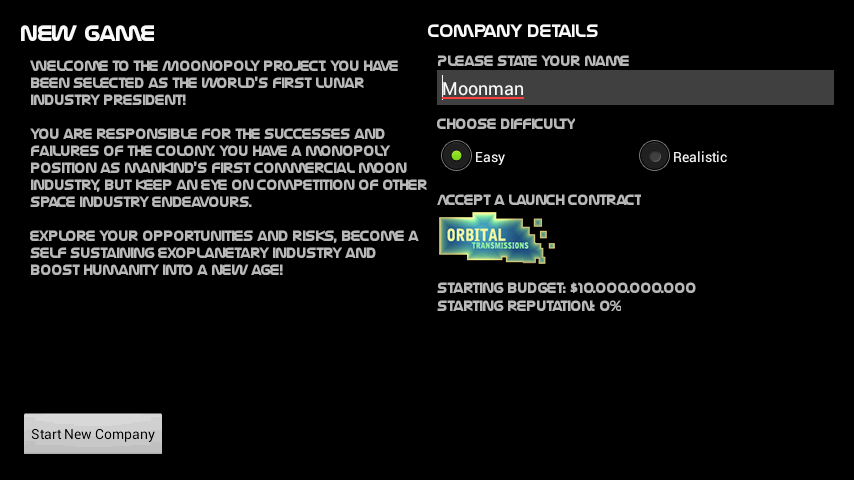 NEW GAME
WELCOME TO THE MOONOPOLY PROJECT. YOU HAVE
BEEN SELECTED AS THE WORLD'S FIRST LUNAR
INDUSTRY PRESIDENT!
YOU ARE RESPONSIBLE FOR THE SUCCESSES AND
FAILURES OF THE COLONY. YOU HAVE A MONOPOLY
POSITION AS MANKIND'S FIRST COMMERCIAL MOON
INDUSTRY, BUT KEEP AN EYE ON COMPETITION OF OTHER
SPACE INDUSTRY ENDEAVOURS.
EXPLORE YOUR OPPORTUNITIES AND RISKS, BECOME A
SELF SUSTAINING EXOPLANETARY INDUSTRY AND
BOOST HUMANITY INTO A NEW AGE!
Start New Company
COMPANY DETAILS
PLEASE STATE YOUR NAME
Moonman
CHOOSE DIFFICULTY
Easy
Realistic
ACCEPT A LAUNCH CONTRACT
ORBITAL
TRANSMISSIONS
STARTING BUDGET: $10.000.000.000
STARTING REPUTATION: 0%